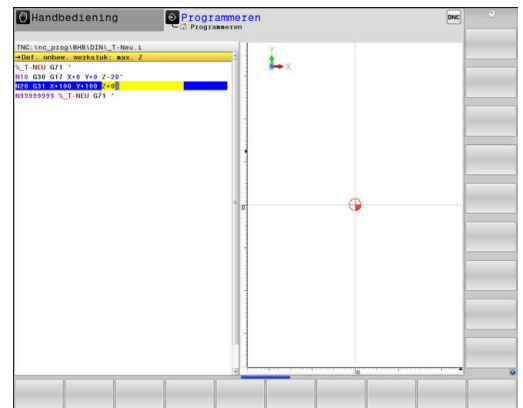 Handbediening
Programmeren
Programmeren
DNC
TNC:\nc_prog\BHB\DIN\_T-Neu.i
→Def. onbew. werkstuk: max. Z
%_T-NEU G71 *
N10 G30 G17 X+0 Y+0 Z-20*
N20 G31 X+100 Y+100 Z+0
N99999999 %_T-NEU G71 *
Y
X
0
0